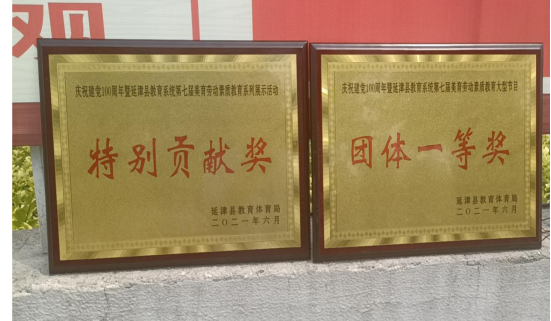 庆祝建党100周年暨延津县教育系统第七届美育劳动素质教育系列展示活动
特别贡献奖
延津县教育体育局
二〇二一年六月
庆祝建党100周年暨延津县教育系统第七届美育劳动素质教育大型节目
团体一等奖
延津县教育体育局
二〇二一年六月